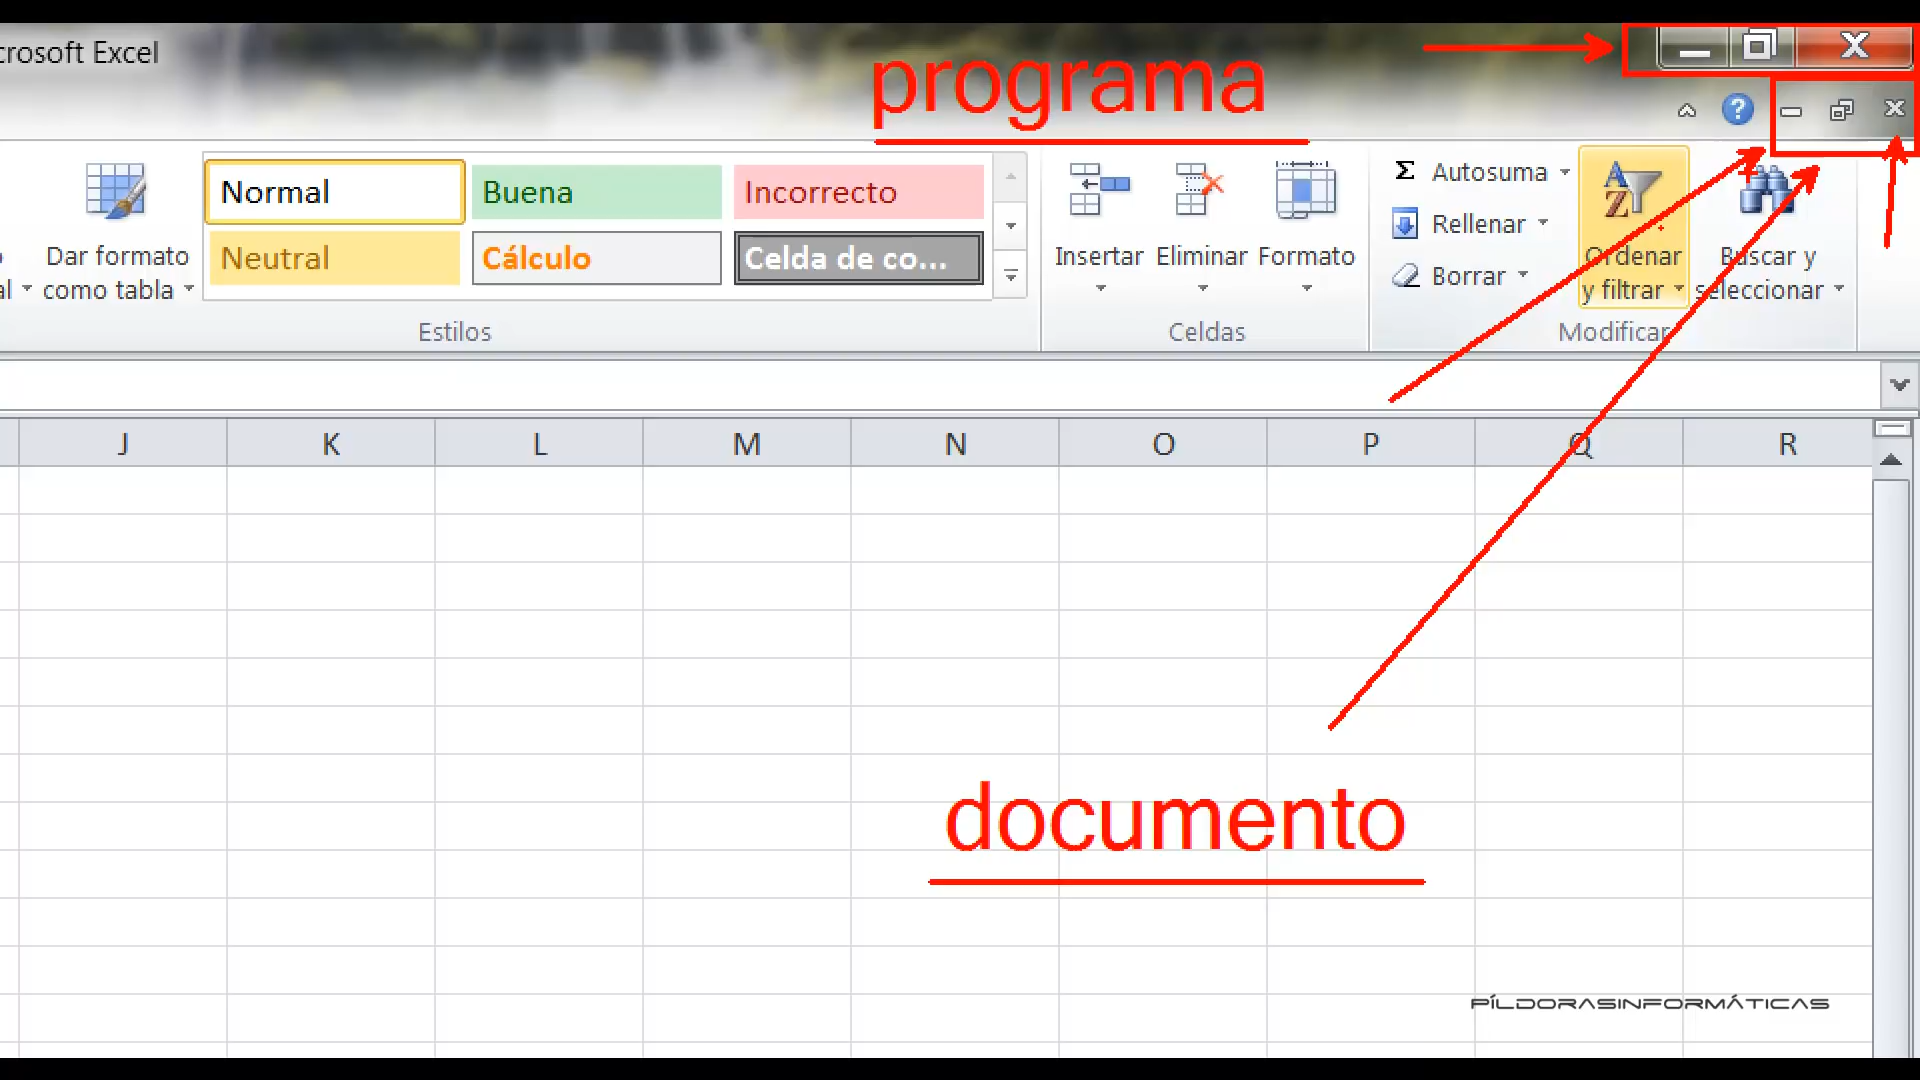 crosoft Excel
programa
Normal
Buena
Incorrecto
Neutral
Cálculo
Celda de co...
Dar formato
como tabla
Estilos
Insertar
Eliminar
Formato
Celdas
Σ Autosuma
Rellenar
Borrar
Ordenar
y filtrar
Buscar y
seleccionar
Modificar
J K L M N O P Q R
documento
PÍLDORASINFORMÁTICAS